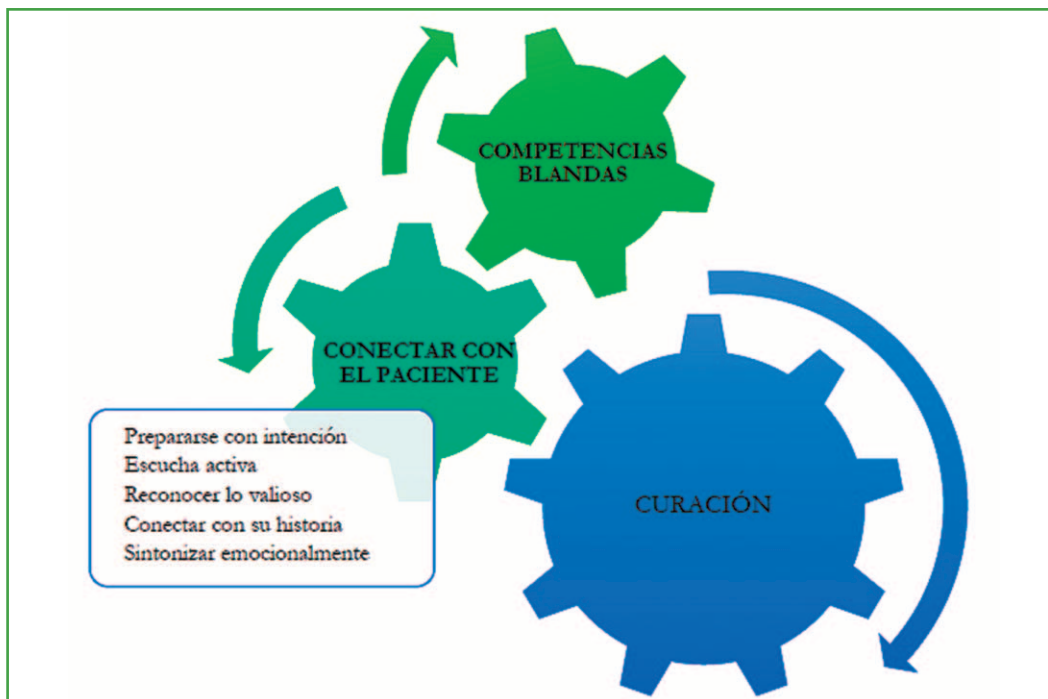 COMPETENCIAS
BLANDAS
CONECTAR CON
EL PACIENTE
Prepararse con intención
Escucha activa
Reconocer lo valioso
Conectar con su historia
Sintonizar emocionalmente
CURACIÓN